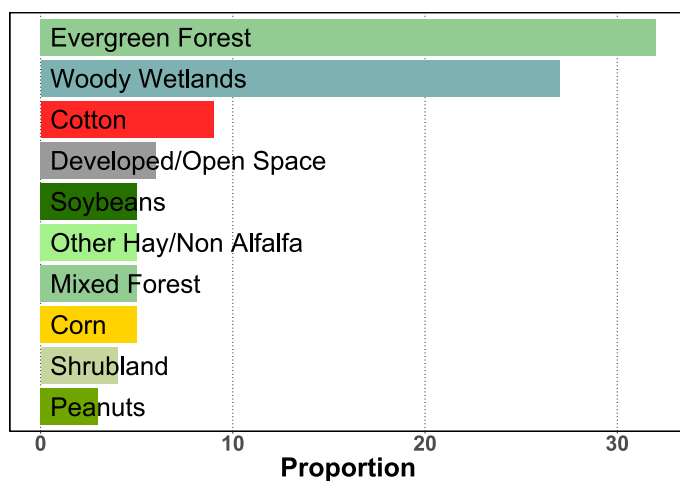 Evergreen Forest
Woody Wetlands
Cotton
Developed/Open Space
Soybeans
Other Hay/Non Alfalfa
Mixed Forest
Corn
Shrubland
Peanuts
0 10 20 30
Proportion